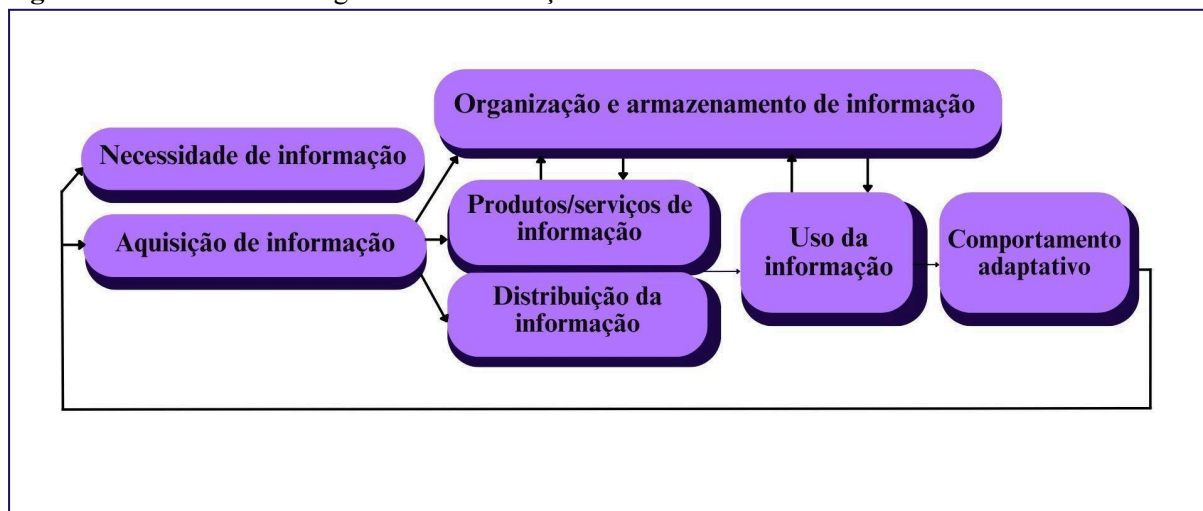 Organização e armazenamento de informação
Necessidade de informação
Aquisição de informação
Produtos/serviços de
informação
Distribuição da
informação
Uso da
informação
Comportamento
adaptativo